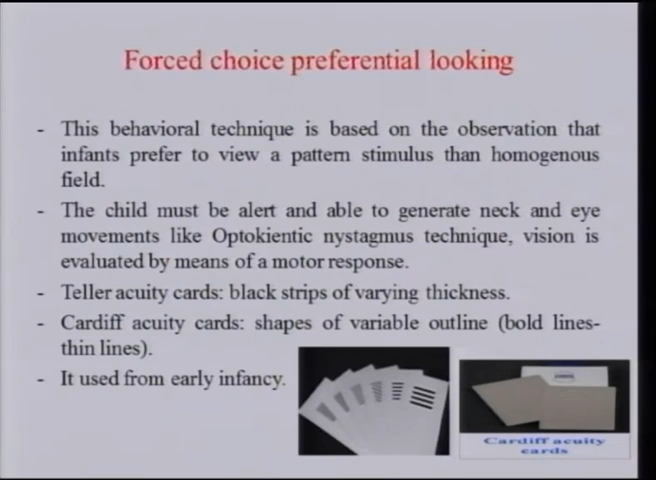 Forced choice preferential looking
- This behavioral technique is based on the observation that
infants prefer to view a pattern stimulus than homogenous
field.
- The child must be alert and able to generate neck and eye
movements like Optokientic nystagmus technique, vision is
evaluated by means of a motor response.
- Teller acuity cards: black strips of varying thickness.
- Cardiff acuity cards: shapes of variable outline (bold lines-
thin lines).
- It used from early infancy.
Cardiff acuity
cards